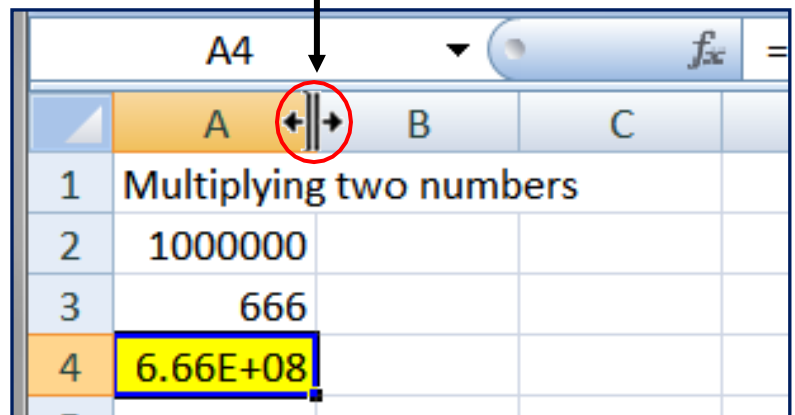 A4 fx =
A B C
1 Multiplying two numbers
2 1000000
3 666
4 6.66E+08